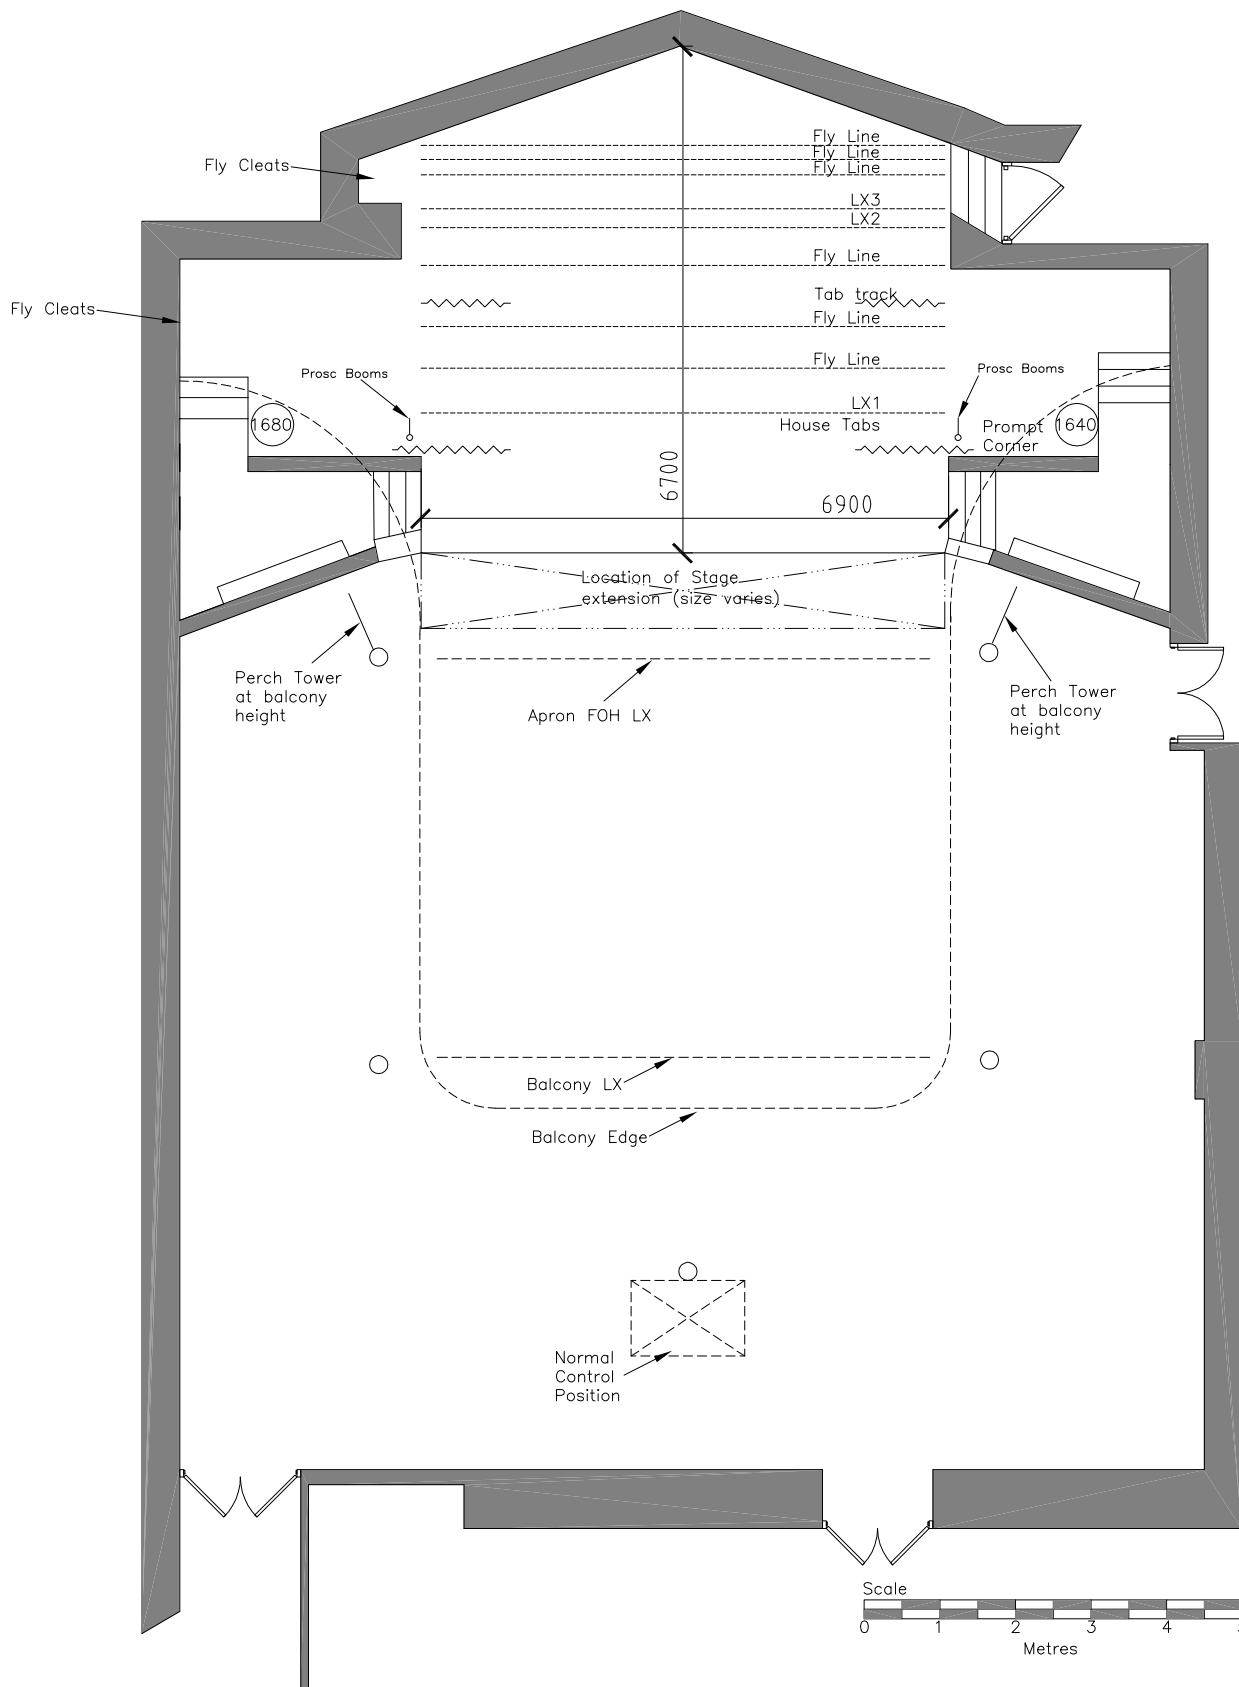 Fly Line
Fly Line
Fly Line
Fly Cleats
LX3
LX2
Fly Line
Tab track
Fly Cleats
Fly Line
Fly Line
Prosc Booms
Prosc Booms
LX1
House Tabs
1680
Prompt
Corner
1640
6700
6900
Location of Stage
extension (size varies)
Perch Tower
at balcony
height
Perch Tower
at balcony
height
Apron FOH LX
Balcony LX
Balcony Edge
Normal
Control
Position
Scale
0 1 2 3 4
Metres